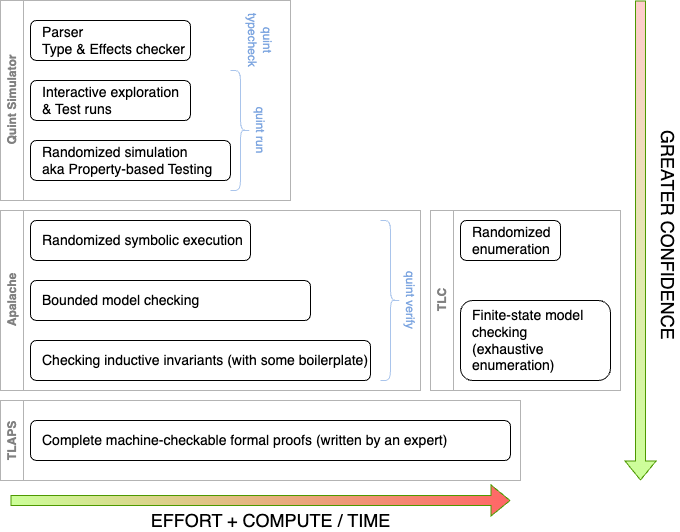 Quint Simulator
Parser
Type & Effects checker
quint
typecheck
Interactive exploration
& Test runs
Randomized simulation
aka Property-based Testing
quint run
Apalache
Randomized symbolic execution
Bounded model checking
Checking inductive invariants (with some boilerplate)
quint verify
TLC
Randomized
enumeration
Finite-state model
checking
(exhaustive
enumeration)
TLAPS
Complete machine-checkable formal proofs (written by an expert)
EFFORT + COMPUTE / TIME
GREATER CONFIDENCE